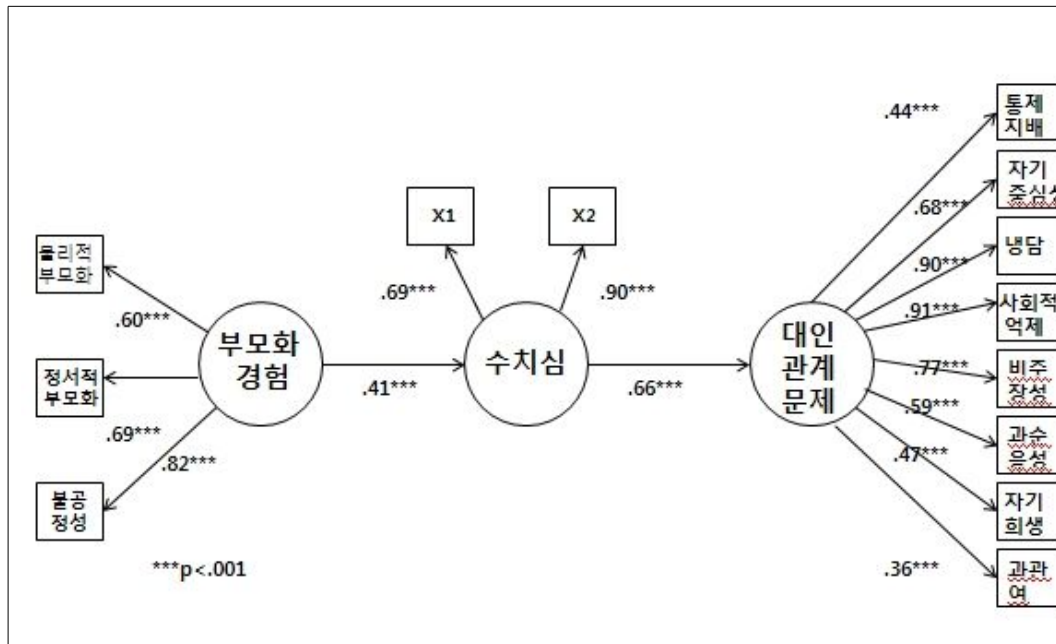 .44***
통제
지배
자기
중심성
.68***
X1
X2
냉담
물리적
부모화
.90***
.69***
.90***
사회적
억제
.91***
.60***
부모화
경험
수치심
대인
관계
문제
비주
장성
.77***
정서적
부모화
.41***
.66***
.59***
과순
응성
.69***
.82***
.47***
불공
정성
자기
희생
***p<.001
.36***
과관
여